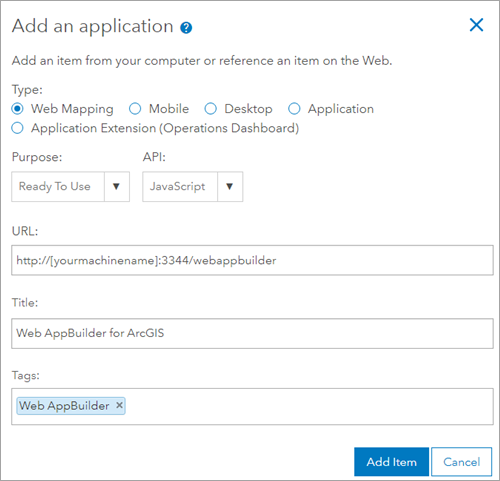 Add an application ?
Add an item from your computer or reference an item on the Web.
Type:
Web Mapping Mobile Desktop Application
Application Extension (Operations Dashboard)
Purpose: API:
Ready To Use JavaScript
URL:
http://[yourmachinename]:3344/webappbuilder
Title:
Web AppBuilder for ArcGIS
Tags:
Web AppBuilder ×
Add Item Cancel